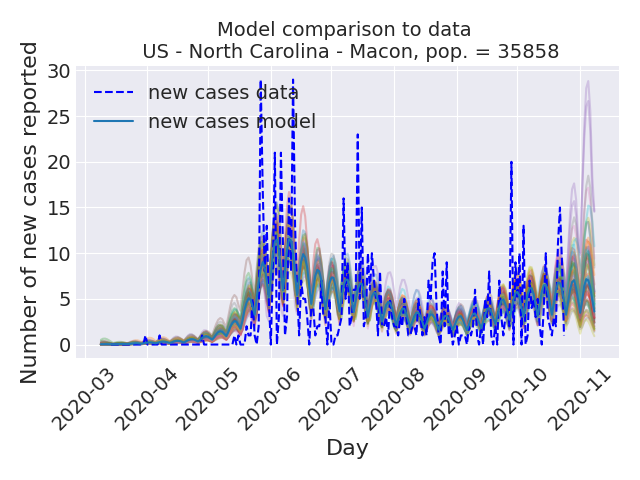 Model comparison to data
US - North Carolina - Macon, pop. = 35858
Number of new cases reported
30
25
20
15
10
5
0
new cases data
new cases model
2020-03
2020-04
2020-05
2020-06
2020-07
2020-08
2020-09
2020-10
2020-11
Day